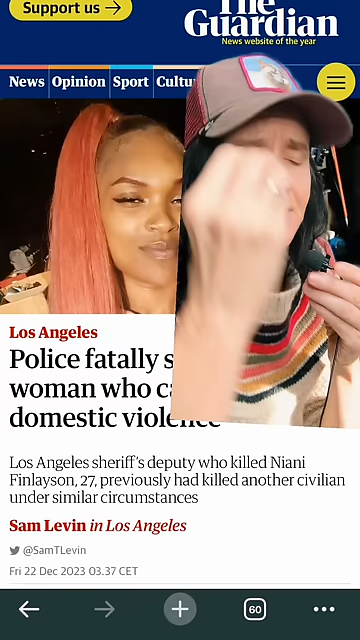 Support us →
The
Guardian
News website of the year
News Opinion Sport
Los Angeles
Police fatally
woman who
domestic violence
Los Angeles sheriff's deputy who killed Niani
Finlayson, 27, previously had killed another civilian
under similar circumstances
Sam Levin in Los Angeles
@SamTLevin
Fri 22 Dec 2023 03.37 CET
60